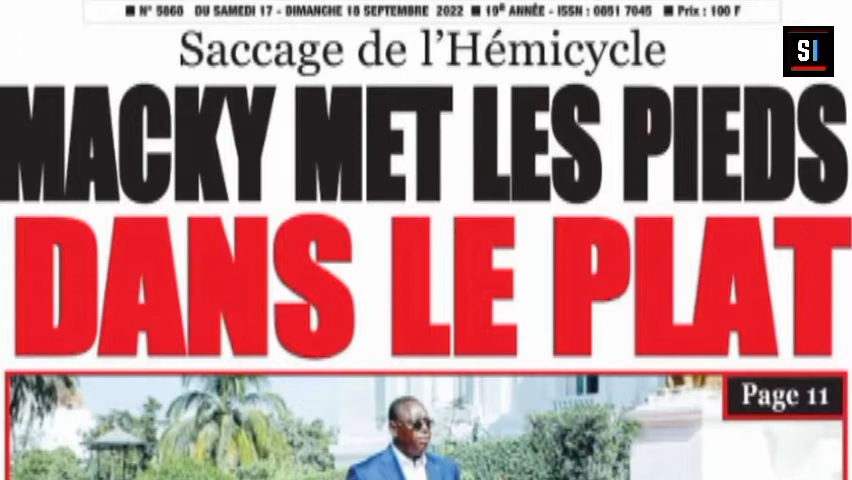 ■ N° 5860 DU SAMEDI 17 - DIMANCHE 18 SEPTEMBRE 2022 ■ 19e ANNÉE - ISSN : 0851 7045 ■ Prix : 100 F
SI
Saccage de l'Hémicycle
MACKY MET LES PIEDS
DANS LE PLAT
Page 11